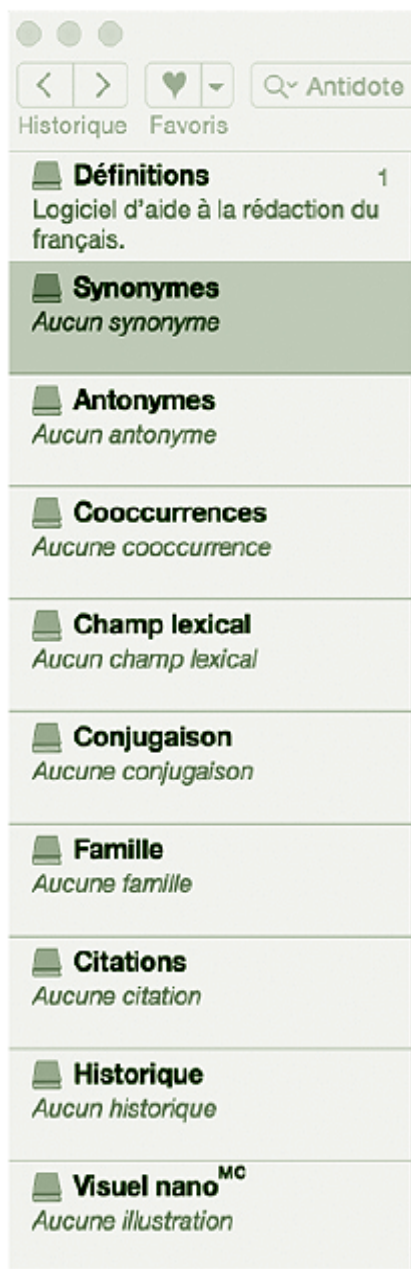 Antidote
Historique Favoris
Définitions 1
Logiciel d'aide à la rédaction du
français.
Synonymes
Aucun synonyme
Antonymes
Aucun antonyme
Cooccurrences
Aucune cooccurrence
Champ lexical
Aucun champ lexical
Conjugaison
Aucune conjugaison
Famille
Aucune famille
Citations
Aucune citation
Historique
Aucun historique
Visuel nanoMC
Aucune illustration